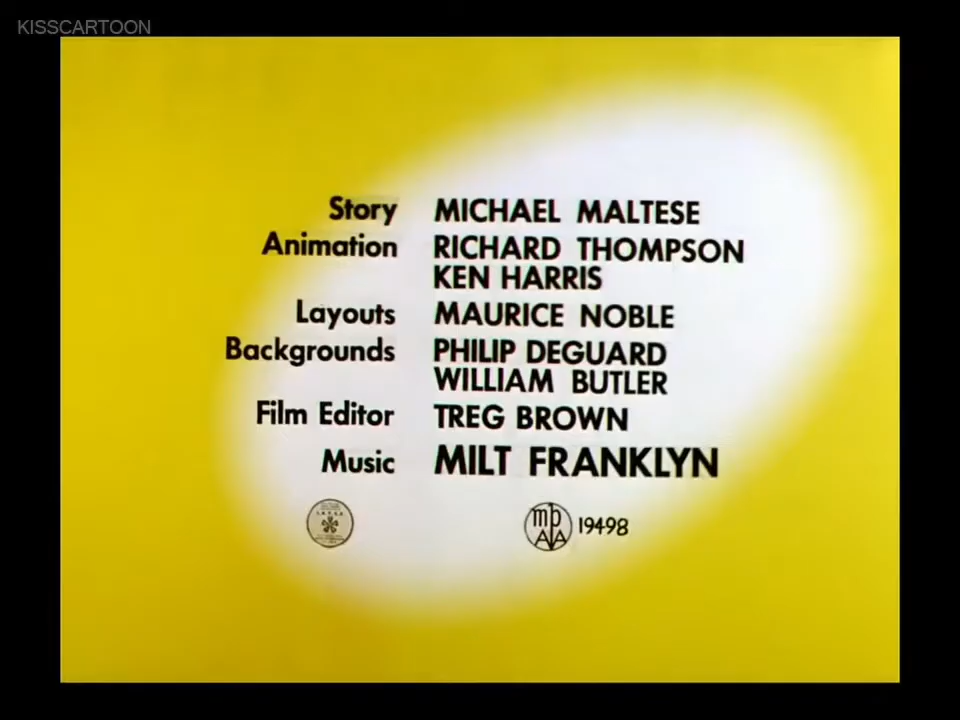 KISSCARTOON
Story MICHAEL MALTESE
Animation RICHARD THOMPSON
KEN HARRIS
Layouts MAURICE NOBLE
Backgrounds PHILIP DEGUARD
WILLIAM BUTLER
Film Editor TREG BROWN
Music MILT FRANKLYN
mpAA 19498